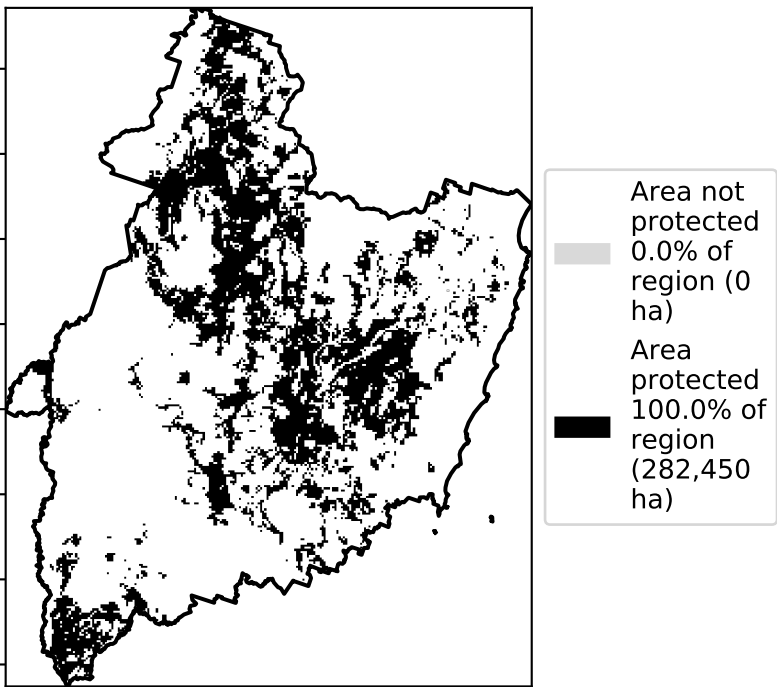 Area not
protected
0.0% of
region (0
ha)
Area
protected
100.0% of
region
(282,450
ha)